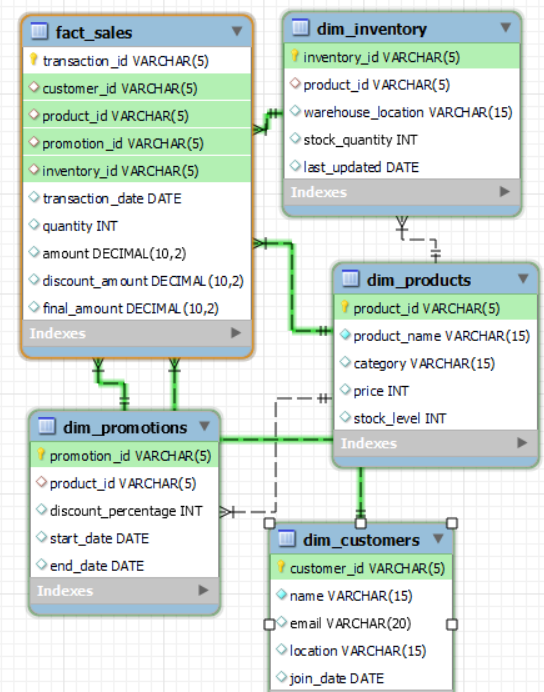 fact_sales
transaction_id VARCHAR(5)
customer_id VARCHAR(5)
product_id VARCHAR(5)
promotion_id VARCHAR(5)
inventory_id VARCHAR(5)
transaction_date DATE
quantity INT
amount DECIMAL(10,2)
discount_amount DECIMAL(10,2)
final_amount DECIMAL(10,2)
Indexes
dim_inventory
inventory_id VARCHAR(5)
product_id VARCHAR(5)
warehouse_location VARCHAR(15)
stock_quantity INT
last_updated DATE
Indexes
dim_products
product_id VARCHAR(5)
product_name VARCHAR(15)
category VARCHAR(15)
price INT
stock_level INT
Indexes
dim_promotions
promotion_id VARCHAR(5)
product_id VARCHAR(5)
discount_percentage INT
start_date DATE
end_date DATE
Indexes
dim_customers
customer_id VARCHAR(5)
name VARCHAR(15)
email VARCHAR(20)
location VARCHAR(15)
join_date DATE